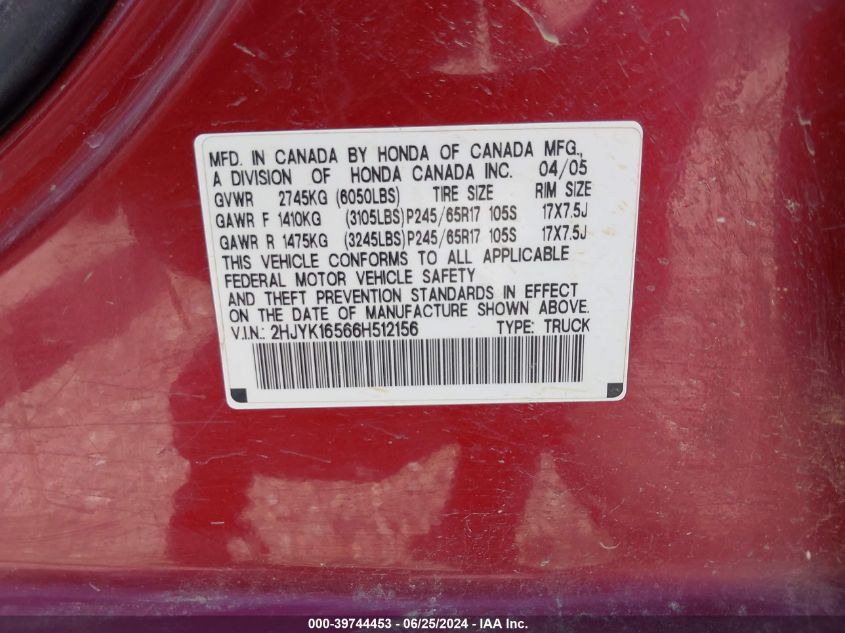 MFD. IN CANADA BY HONDA OF CANADA MFG.,
A DIVISION OF HONDA CANADA INC. 04/05
GVWR 2745KG (6050LBS) TIRE SIZE RIM SIZE
GAWR F 1410KG (3105LBS)P245/65R17 105S 17X7.5J
GAWR R 1475KG (3245LBS)P245/65R17 105S 17X7.5J
THIS VEHICLE CONFORMS TO ALL APPLICABLE
FEDERAL MOTOR VEHICLE SAFETY
AND THEFT PREVENTION STANDARDS IN EFFECT
ON THE DATE OF MANUFACTURE SHOWN ABOVE.
V.I.N.: 2HJYK16566H512156 TYPE: TRUCK
000-39744453 - 06/25/2024 - IAA Inc.